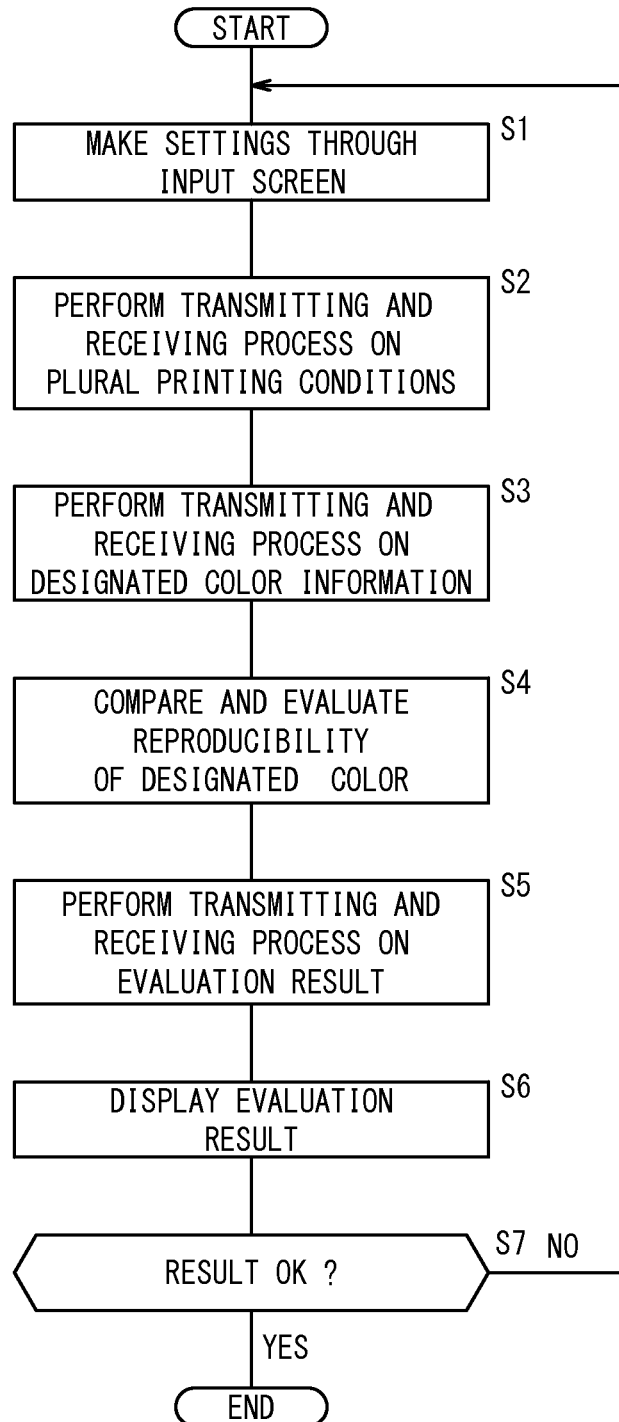 START
S1
MAKE SETTINGS THROUGH
INPUT SCREEN
S2
PERFORM TRANSMITTING AND
RECEIVING PROCESS ON
PLURAL PRINTING CONDITIONS
S3
PERFORM TRANSMITTING AND
RECEIVING PROCESS ON
DESIGNATED COLOR INFORMATION
S4
COMPARE AND EVALUATE
REPRODUCIBILITY
OF DESIGNATED COLOR
S5
PERFORM TRANSMITTING AND
RECEIVING PROCESS ON
EVALUATION RESULT
S6
DISPLAY EVALUATION
RESULT
S7 NO
RESULT OK ?
YES
END